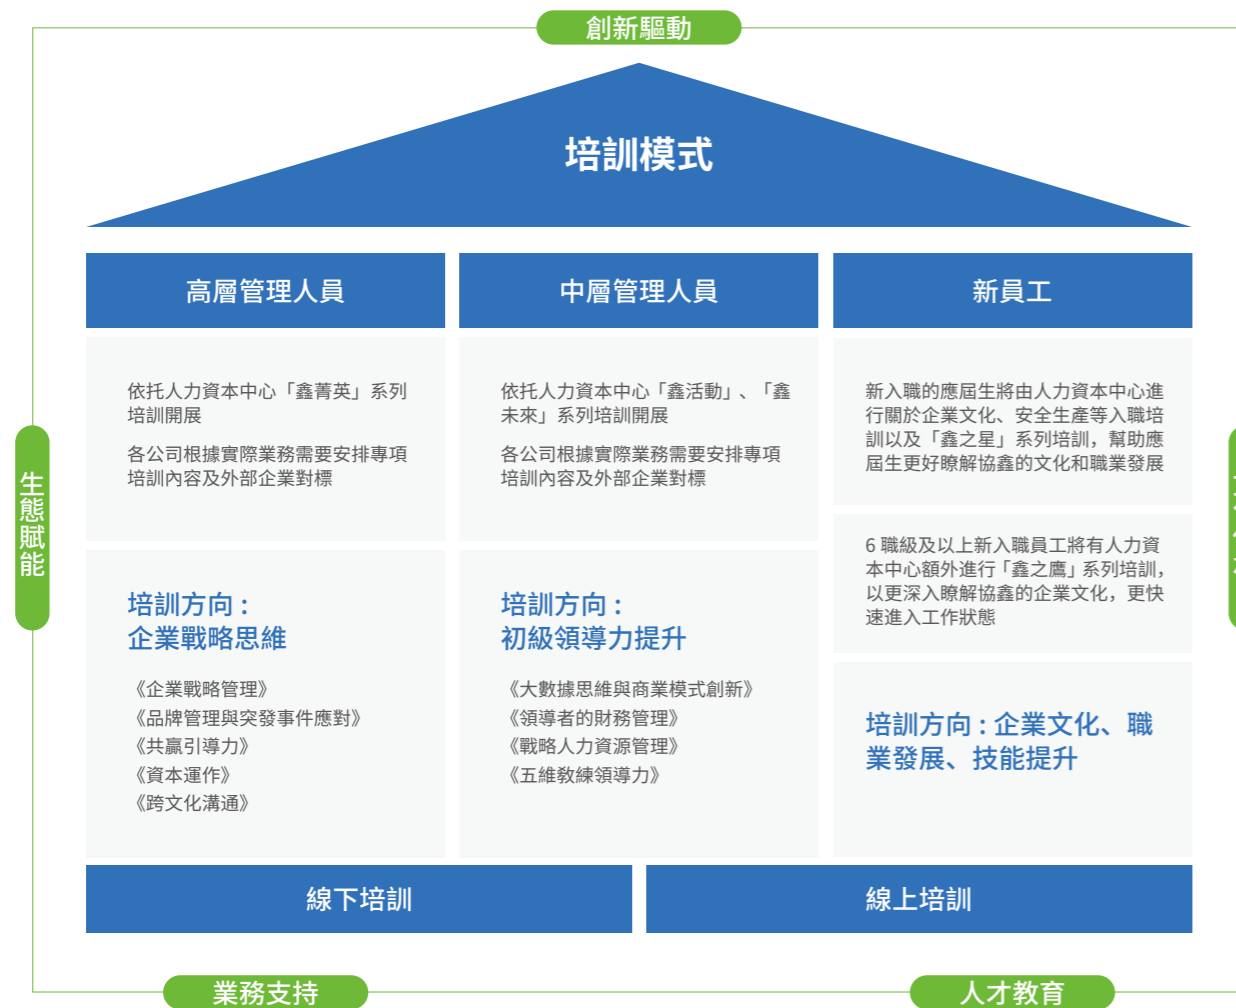 創新驅動
培訓模式
高層管理人員
依托人力資本中心「鑫菁英」系列
培訓開展
各公司根據實際業務需要安排專項
培訓內容及外部企業對標
培訓方向 :
企業戰略思維
《企業戰略管理》
《品牌管理與突發事件應對》
《共贏引導力》
《資本運作》
《跨文化溝通》
中層管理人員
依托人力資本中心「鑫活動」、「鑫
未來」系列培訓開展
各公司根據實際業務需要安排專項
培訓內容及外部企業對標
培訓方向 :
初級領導力提升
《大數據思維與商業模式創新》
《領導者的財務管理》
《戰略人力資源管理》
《五維教練領導力》
新員工
新入職的應屆生將由人力資本中心進
行關於企業文化、安全生產等入職培
訓以及「鑫之星」系列培訓，幫助應
屆生更好瞭解協鑫的文化和職業發展
6 職級及以上新入職員工將有人力資
本中心額外進行「鑫之鷹」系列培訓，
以更深入瞭解協鑫的企業文化，更快
速進入工作狀態
培訓方向 : 企業文化、職
業發展、技能提升
線下培訓
線上培訓
生態賦能
業務支持
人才教育